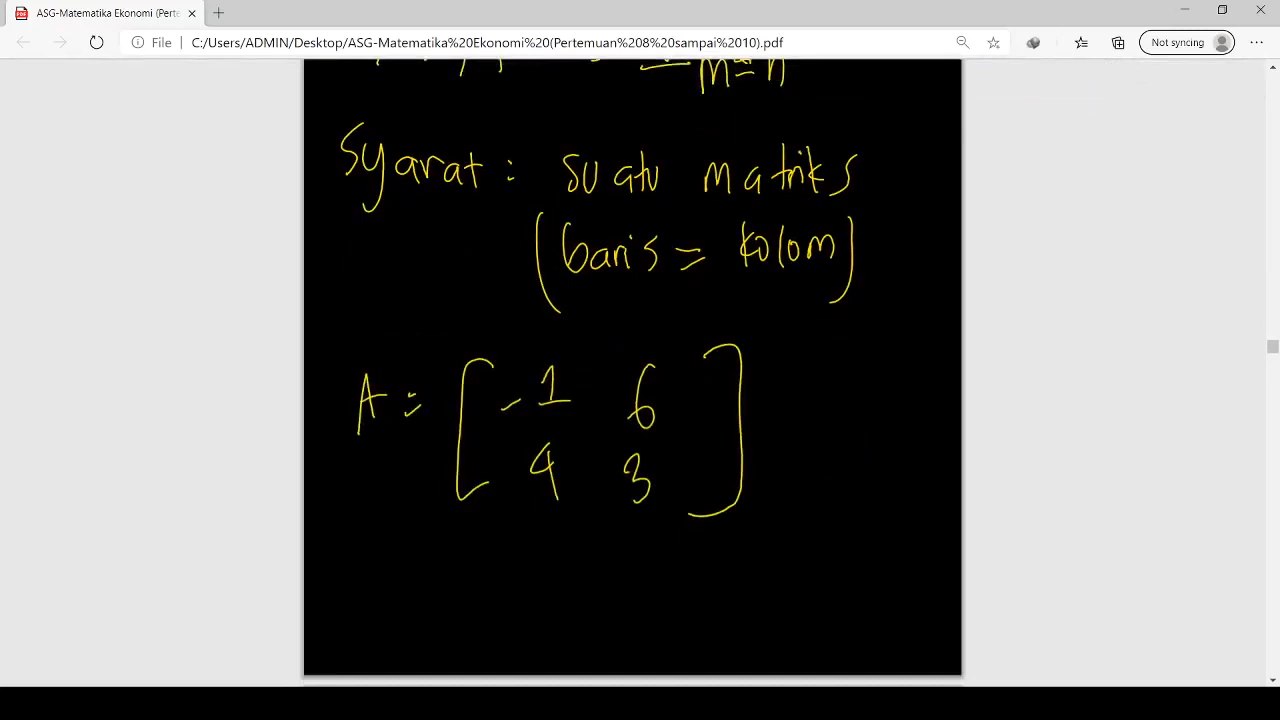 ASG-Matematika Ekonomi (Perte
Not syncing
File
C:/Users/ADMIN/Desktop/ASG-Matematika%20Ekonomi%20(Pertemuan%208%20sampai%2010).pdf
m=n
Syarat : suatu matriks
(baris = kolom)
A = [ -1 6
4 3 ]